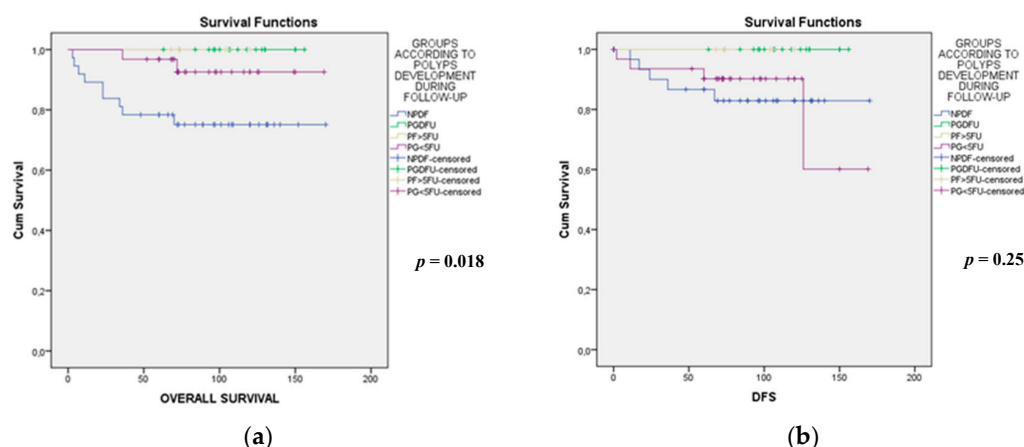 Survival Functions
GROUPS
ACCORDING TO
POLYPS
DEVELOPMENT
DURING
FOLLOW-UP
NPDF
PGDFU
PF>5FU
PG<5FU
NPDF-censored
PGDFU-censored
PF>5FU-censored
PG<5FU-censored
1,0
0,8
0,6
0,4
0,2
0,0
Cum Survival
0 50 100 150 200
OVERALL SURVIVAL
p = 0.018
(a)
Survival Functions
GROUPS
ACCORDING TO
POLYPS
DEVELOPMENT
DURING
FOLLOW-UP
NPDF
PGDFU
PF>5FU
PG<5FU
NPDF-censored
PGDFU-censored
PF>5FU-censored
PG<5FU-censored
1,0
0,8
0,6
0,4
0,2
0,0
Cum Survival
0 50 100 150 200
DFS
p = 0.25
(b)